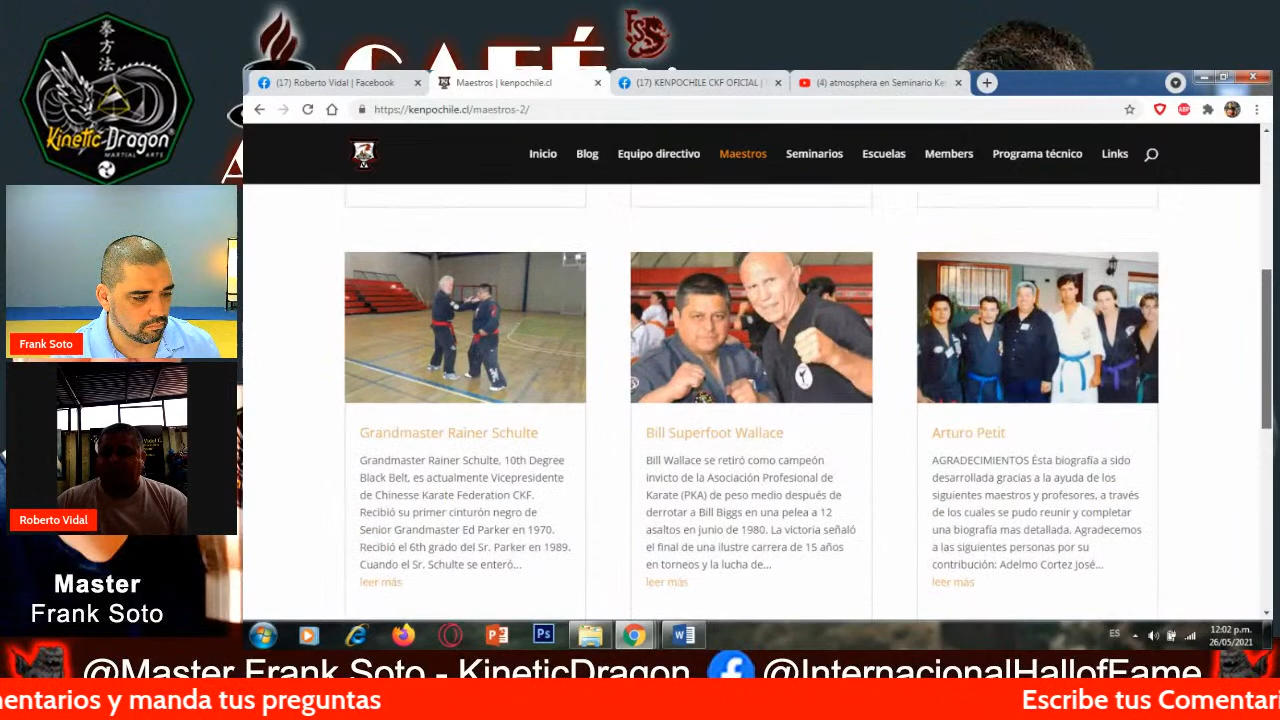 拳
方
法
Kinetic-Dragon®
MARTIAL ARTS
CAFÉ
(17) Roberto Vidal | Facebook
Maestros | kenpochile.cl
(17) KENPOCHILE CKF OFICIAL |
(4) atmosphera en Seminario Ke
https://kenpochile.cl/maestros-2/
ABP
Inicio
Blog
Equipo directivo
Maestros
Seminarios
Escuelas
Members
Programa técnico
Links
Frank Soto
Roberto Vidal
Master
Frank Soto
Grandmaster Rainer Schulte
Grandmaster Rainer Schulte, 10th Degree
Black Belt, es actualmente Vicepresidente
de Chinesse Karate Federation CKF.
Recibió su primer cinturón negro de
Senior Grandmaster Ed Parker en 1970.
Recibió el 6th grado del Sr. Parker en 1989.
Cuando el Sr. Schulte se enteró...
leer más
Bill Superfoot Wallace
Bill Wallace se retiró como campeón
invicto de la Asociación Profesional de
Karate (PKA) de peso medio después de
derrotar a Bill Biggs en una pelea a 12
asaltos en junio de 1980. La victoria señaló
el final de una ilustre carrera de 15 años
en torneos y la lucha de...
leer más
Arturo Petit
AGRADECIMIENTOS Ésta biografía a sido
desarrollada gracias a la ayuda de los
siguientes maestros y profesores, a través
de los cuales se pudo reunir y completar
una biografia mas detallada. Agradecemos
a las siguientes personas por su
contribución: Adelmo Cortez José...
leer más
Ps
ES
12:02 p.m.
26/05/2021
@Master Frank Soto - KineticDragon
@InternacionalHallofFame
mentarios y manda tus preguntas
Escribe tus Comentari